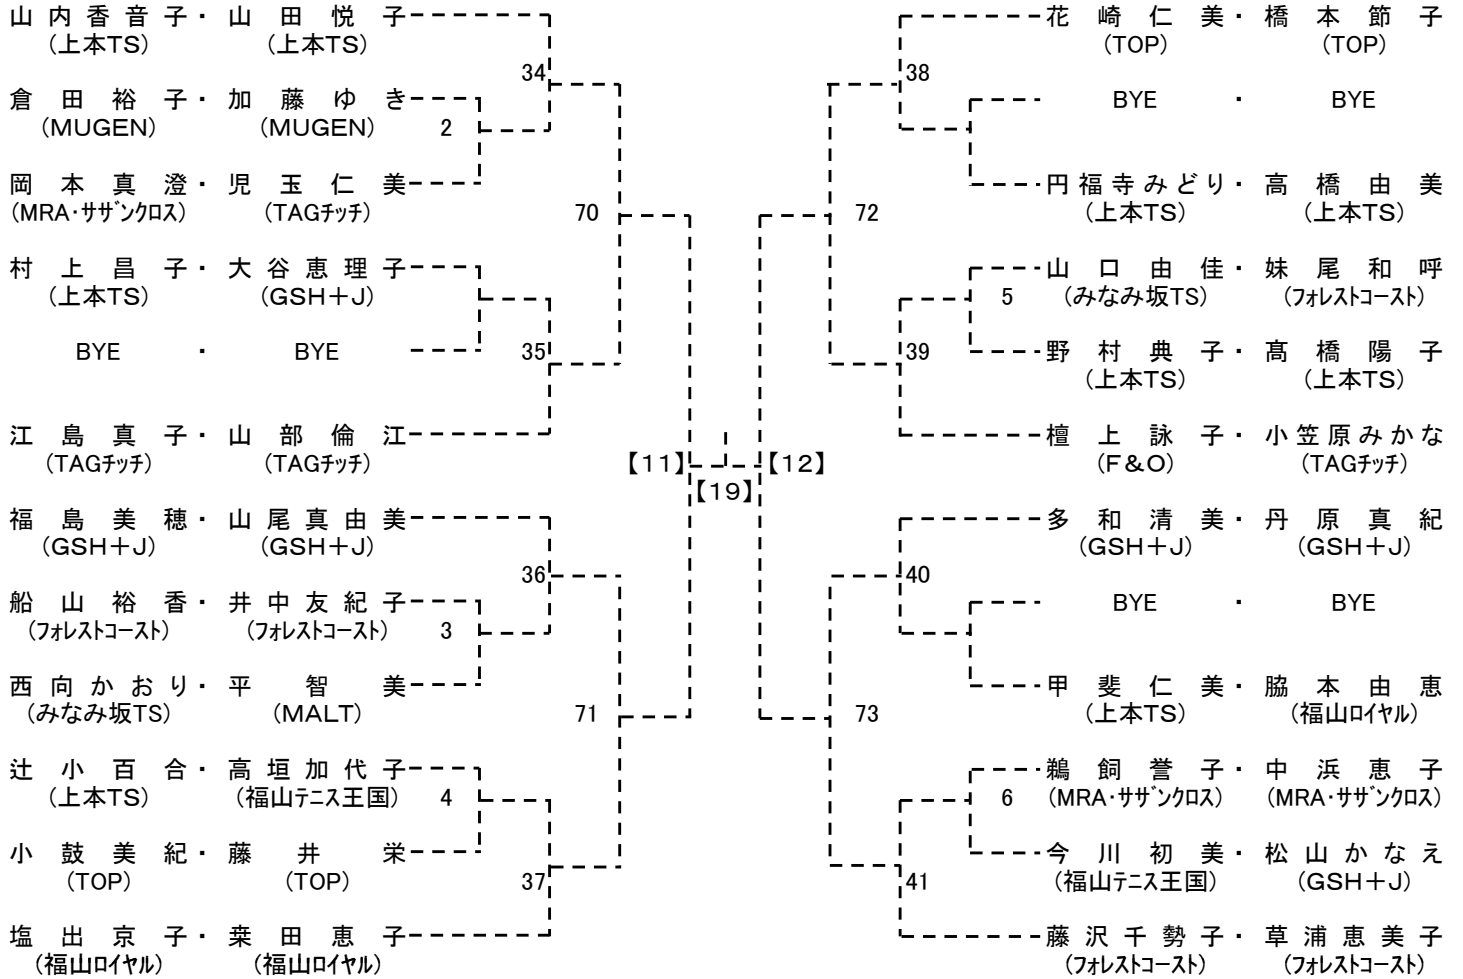 山内香音子・山田悦子
(上本TS) (上本TS)
34
倉田裕子・加藤ゆき
(MUGEN) (MUGEN) 2
岡本真澄・児玉仁美
(MRA・サザンクロス) (TAGチッチ)
70
村上昌子・大谷恵理子
(上本TS) (GSH+J)
BYE ・ BYE
35
江島真子・山部倫江
(TAGチッチ) (TAGチッチ)
福島美穂・山尾真由美
(GSH+J) (GSH+J)
36
船山裕香・井中友紀子
(フォレストコースト) (フォレストコースト) 3
西向かおり・平智美
(みなみ坂TS) (MALT)
71
辻小百合・高垣加代子
(上本TS) (福山テニス王国) 4
小鼓美紀・藤井栄
(TOP) (TOP)
37
塩出京子・桒田恵子
(福山ロイヤル) (福山ロイヤル)
【11】 【12】
【19】
花崎仁美・橋本節子
(TOP) (TOP)
38
BYE ・ BYE
円福寺みどり・高橋由美
(上本TS) (上本TS)
72
山口由佳・妹尾和呼
5 (みなみ坂TS) (フォレストコースト)
39
野村典子・髙橋陽子
(上本TS) (上本TS)
檀上詠子・小笠原みかな
(F&O) (TAGチッチ)
多和清美・丹原真紀
(GSH+J) (GSH+J)
40
BYE ・ BYE
甲斐仁美・脇本由恵
(上本TS) (福山ロイヤル)
73
鵜飼誉子・中浜恵子
6 (MRA・サザンクロス) (MRA・サザンクロス)
今川初美・松山かなえ
(福山テニス王国) (GSH+J)
41
藤沢千勢子・草浦恵美子
(フォレストコースト) (フォレストコースト)